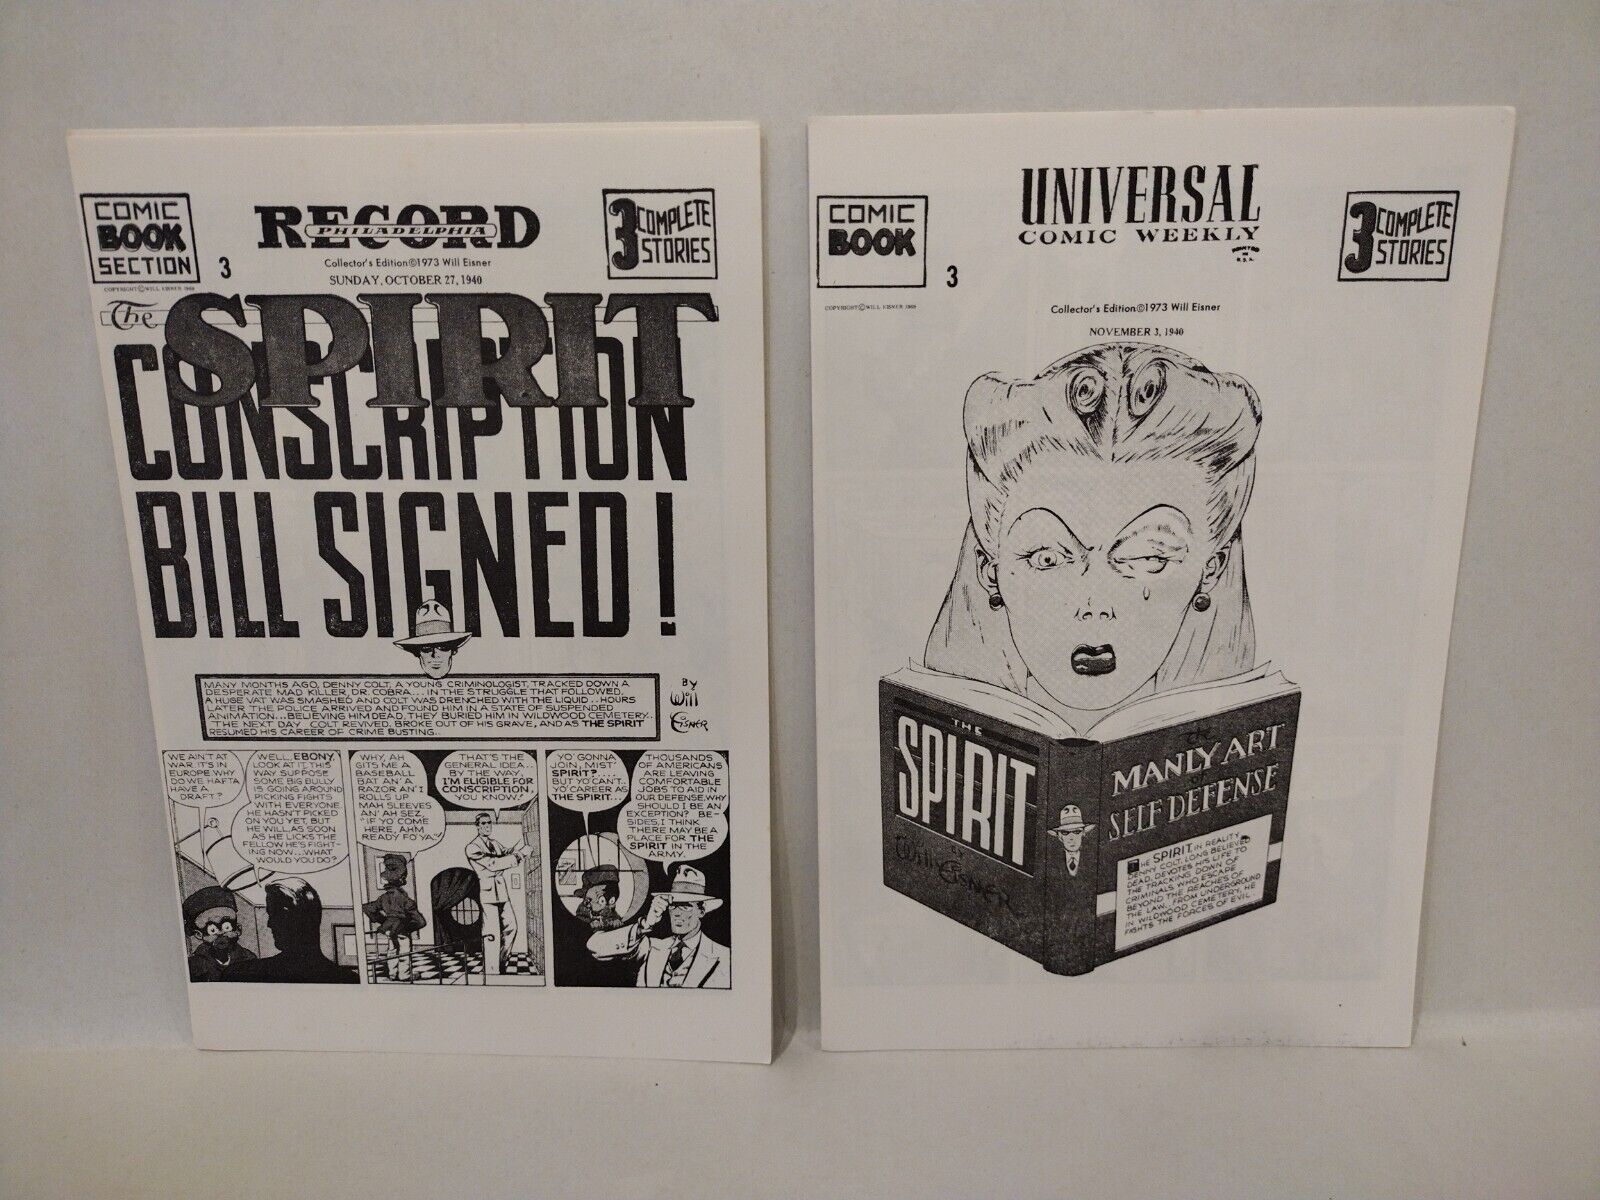 COMIC
BOOK
SECTION
3
RECORD
PHILADELPHIA
Collector's Edition©1973 Will Eisner
SUNDAY, OCTOBER 27, 1940
3 COMPLETE
STORIES
COPYRIGHT©WILL EISNER 1968
The SPIRIT
CONSCRIPTION
BILL SIGNED!
MANY MONTHS AGO, DENNY COLT, A YOUNG CRIMINOLOGIST, TRACKED DOWN A
DESPERATE MAD KILLER, DR. COBRA... IN THE STRUGGLE THAT FOLLOWED,
A HUGE VAT WAS SMASHED AND COLT WAS DRENCHED WITH THE LIQUID.. HOURS
LATER THE POLICE ARRIVED AND FOUND HIM IN A STATE OF SUSPENDED
ANIMATION... BELIEVING HIM DEAD, THEY BURIED HIM IN WILDWOOD CEMETERY..
THE NEXT DAY COLT REVIVED, BROKE OUT OF HIS GRAVE, AND AS THE SPIRIT
RESUMED HIS CAREER OF CRIME BUSTING..
BY
Will
Eisner
WE AIN'T AT
WAR. IT'S IN
EUROPE. WHY
DO WE HAFTA
HAVE A
DRAFT?
WELL, EBONY,
LOOK AT IT THIS
WAY. SUPPOSE
SOME BIG BULLY
IS GOING AROUND
PICKING FIGHTS
WITH EVERYONE.
HE HASN'T PICKED
ON YOU YET, BUT
HE WILL, AS SOON
AS HE LICKS THE
FELLOW HE'S FIGHT-
ING NOW... WHAT
WOULD YOU DO?
WHY, AH
GITS ME A
BASEBALL
BAT AN' A
RAZOR AN' I
ROLLS UP
MAH SLEEVES
AN' AH SEZ,
"IF YO' COME
HERE, AHM
READY FO' YA."
THAT'S THE
GENERAL IDEA...
BY THE WAY,
I'M ELIGIBLE FOR
CONSCRIPTION,
YOU KNOW!
YO' GONNA
JOIN, MIST'
SPIRIT?....
BUT YO' CAN'T..
YO' CAREER AS
THE SPIRIT...
THOUSANDS
OF AMERICANS
ARE LEAVING
COMFORTABLE
JOBS TO AID IN
OUR DEFENSE. WHY
SHOULD I BE AN
EXCEPTION? BE-
SIDES, I THINK
THERE MAY BE A
PLACE FOR THE
SPIRIT IN THE
ARMY.
COMIC
BOOK
3
UNIVERSAL
COMIC WEEKLY
3 COMPLETE
STORIES
COPYRIGHT©WILL EISNER 1968
Collector's Edition©1973 Will Eisner
NOVEMBER 3, 1940
THE
SPIRIT
BY
Will Eisner
the
MANLY ART
SELF DEFENSE
THE SPIRIT, IN REALITY
DENNY COLT, LONG BELIEVED
DEAD, DEVOTES HIS LIFE TO
THE TRACKING DOWN OF
CRIMINALS WHO ESCAPE
BEYOND THE REACHES OF
THE LAW... FROM UNDERGROUND
IN WILDWOOD CEMETERY, HE
FIGHTS THE FORCES OF EVIL..